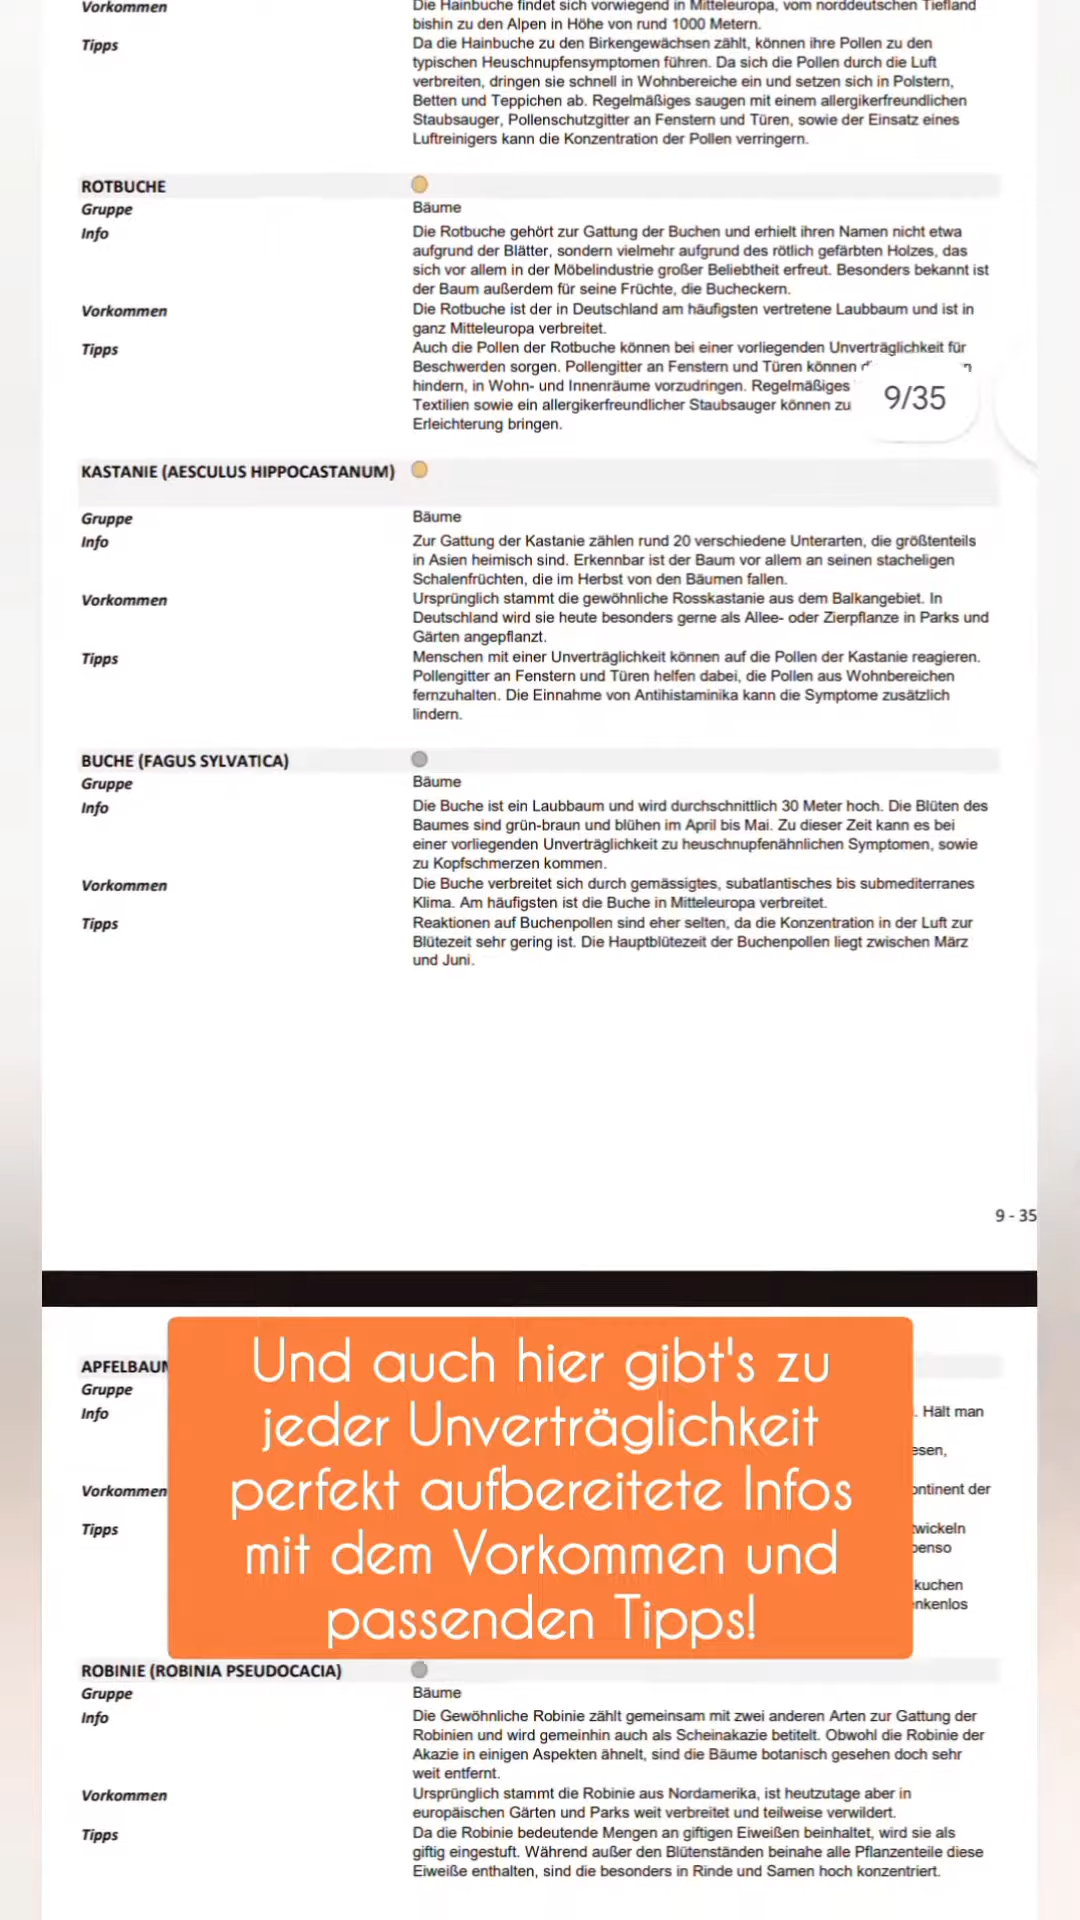 Vorkommen
Die Hainbuche findet sich vorwiegend in Mitteleuropa, vom norddeutschen Tiefland
bishin zu den Alpen in Höhe von rund 1000 Metern.
Tipps
Da die Hainbuche zu den Birkengewächsen zählt, können ihre Pollen zu den
typischen Heuschnupfensymptomen führen. Da sich die Pollen durch die Luft
verbreiten, dringen sie schnell in Wohnbereiche ein und setzen sich in Polstern,
Betten und Teppichen ab. Regelmäßiges saugen mit einem allergikerfreundlichen
Staubsauger, Pollenschutzgitter an Fenstern und Türen, sowie der Einsatz eines
Luftreinigers kann die Konzentration der Pollen verringern.
ROTBUCHE
Gruppe
Bäume
Info
Die Rotbuche gehört zur Gattung der Buchen und erhielt ihren Namen nicht etwa
aufgrund der Blätter, sondern vielmehr aufgrund des rötlich gefärbten Holzes, das
sich vor allem in der Möbelindustrie großer Beliebtheit erfreut. Besonders bekannt ist
der Baum außerdem für seine Früchte, die Bucheckern.
Vorkommen
Die Rotbuche ist der in Deutschland am häufigsten vertretene Laubbaum und ist in
ganz Mitteleuropa verbreitet.
Tipps
Auch die Pollen der Rotbuche können bei einer vorliegenden Unverträglichkeit für
Beschwerden sorgen. Pollengitter an Fenstern und Türen können
hindern, in Wohn- und Innenräume vorzudringen. Regelmäßiges
Textilien sowie ein allergikerfreundlicher Staubsauger können zu
Erleichterung bringen.
9/35
KASTANIE (AESCULUS HIPPOCASTANUM)
Gruppe
Bäume
Info
Zur Gattung der Kastanie zählen rund 20 verschiedene Unterarten, die größtenteils
in Asien heimisch sind. Erkennbar ist der Baum vor allem an seinen stacheligen
Schalenfrüchten, die im Herbst von den Bäumen fallen.
Vorkommen
Ursprünglich stammt die gewöhnliche Rosskastanie aus dem Balkangebiet. In
Deutschland wird sie heute besonders gerne als Allee- oder Zierpflanze in Parks und
Gärten angepflanzt.
Tipps
Menschen mit einer Unverträglichkeit können auf die Pollen der Kastanie reagieren.
Pollengitter an Fenstern und Türen helfen dabei, die Pollen aus Wohnbereichen
fernzuhalten. Die Einnahme von Antihistaminika kann die Symptome zusätzlich
lindern.
BUCHE (FAGUS SYLVATICA)
Gruppe
Bäume
Info
Die Buche ist ein Laubbaum und wird durchschnittlich 30 Meter hoch. Die Blüten des
Baumes sind grün-braun und blühen im April bis Mai. Zu dieser Zeit kann es bei
einer vorliegenden Unverträglichkeit zu heuschnupfenähnlichen Symptomen, sowie
zu Kopfschmerzen kommen.
Vorkommen
Die Buche verbreitet sich durch gemässigtes, subatlantisches bis submediterranes
Klima. Am häufigsten ist die Buche in Mitteleuropa verbreitet.
Tipps
Reaktionen auf Buchenpollen sind eher selten, da die Konzentration in der Luft zur
Blütezeit sehr gering ist. Die Hauptblütezeit der Buchenpollen liegt zwischen März
und Juni.
9 - 35
Und auch hier gibt's zu
jeder Unverträglichkeit
perfekt aufbereitete Infos
mit dem Vorkommen und
passenden Tipps!
Gruppe
Info
Hält man
Vorkommen
der
Tipps
ROBINIE (ROBINIA PSEUDOCACIA)
Gruppe
Bäume
Info
Die Gewöhnliche Robinie zählt gemeinsam mit zwei anderen Arten zur Gattung der
Robinien und wird gemeinhin auch als Scheinakazie betitelt. Obwohl die Robinie der
Akazie in einigen Aspekten ähnelt, sind die Bäume botanisch gesehen doch sehr
weit entfernt.
Vorkommen
Ursprünglich stammt die Robinie aus Nordamerika, ist heutzutage aber in
europäischen Gärten und Parks weit verbreitet und teilweise verwildert.
Tipps
Da die Robinie bedeutende Mengen an giftigen Eiweißen beinhaltet, wird sie als
giftig eingestuft. Während außer den Blütenständen beinahe alle Pflanzenteile diese
Eiweiße enthalten, sind die besonders in Rinde und Samen hoch konzentriert.